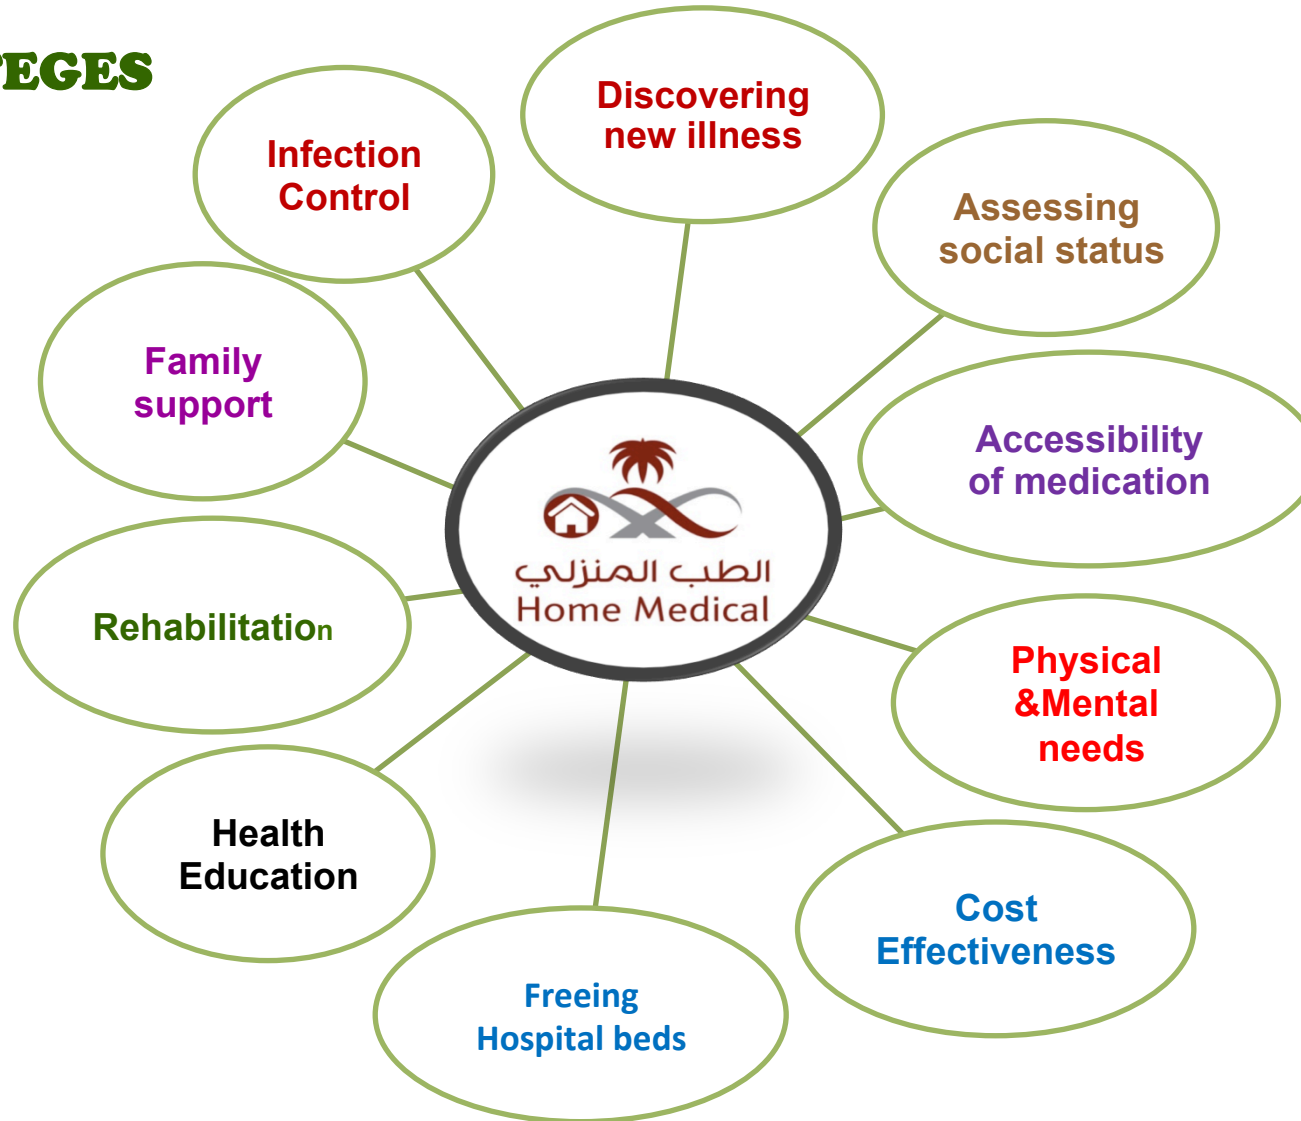 TEGES
Discovering
new illness
Infection
Control
Assessing
social status
Family
support
Accessibility
of medication
الطب المنزلي
Home Medical
Rehabilitation
Physical
&Mental
needs
Health
Education
Cost
Effectiveness
Freeing
Hospital beds